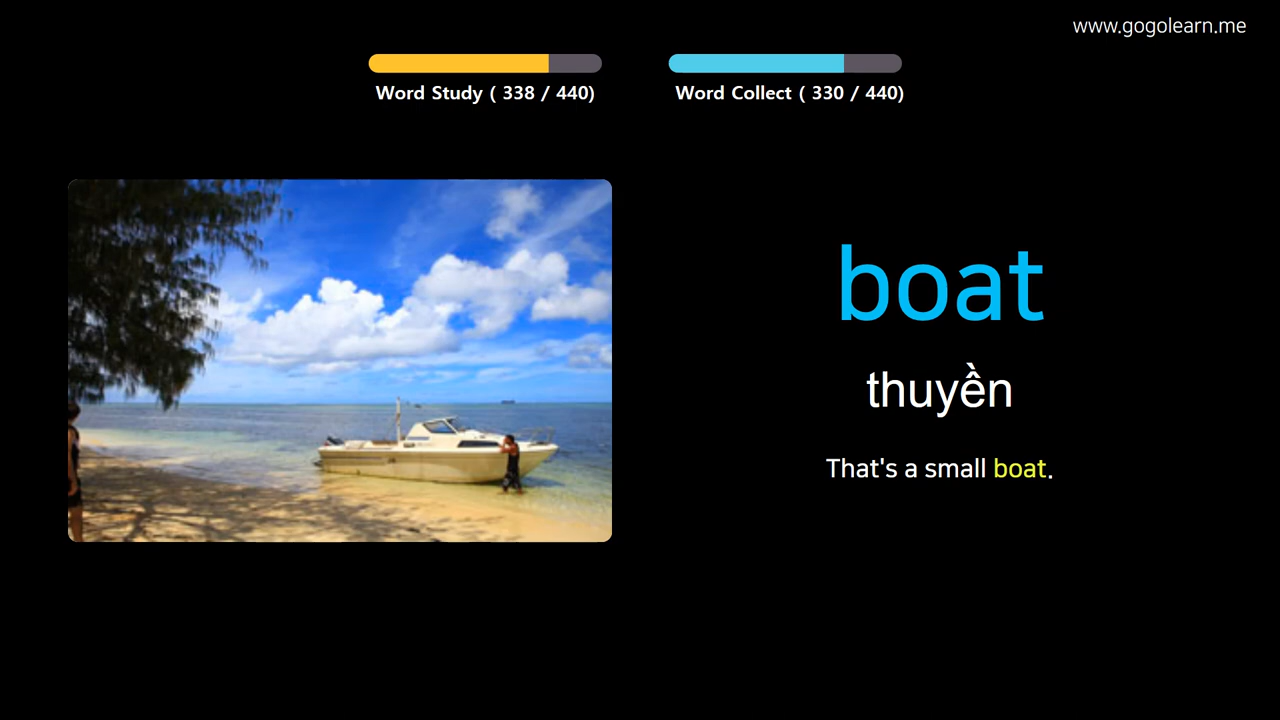 www.gogolearn.me
Word Study ( 338 / 440)
Word Collect ( 330 / 440)
boat
thuyền
That's a small boat.